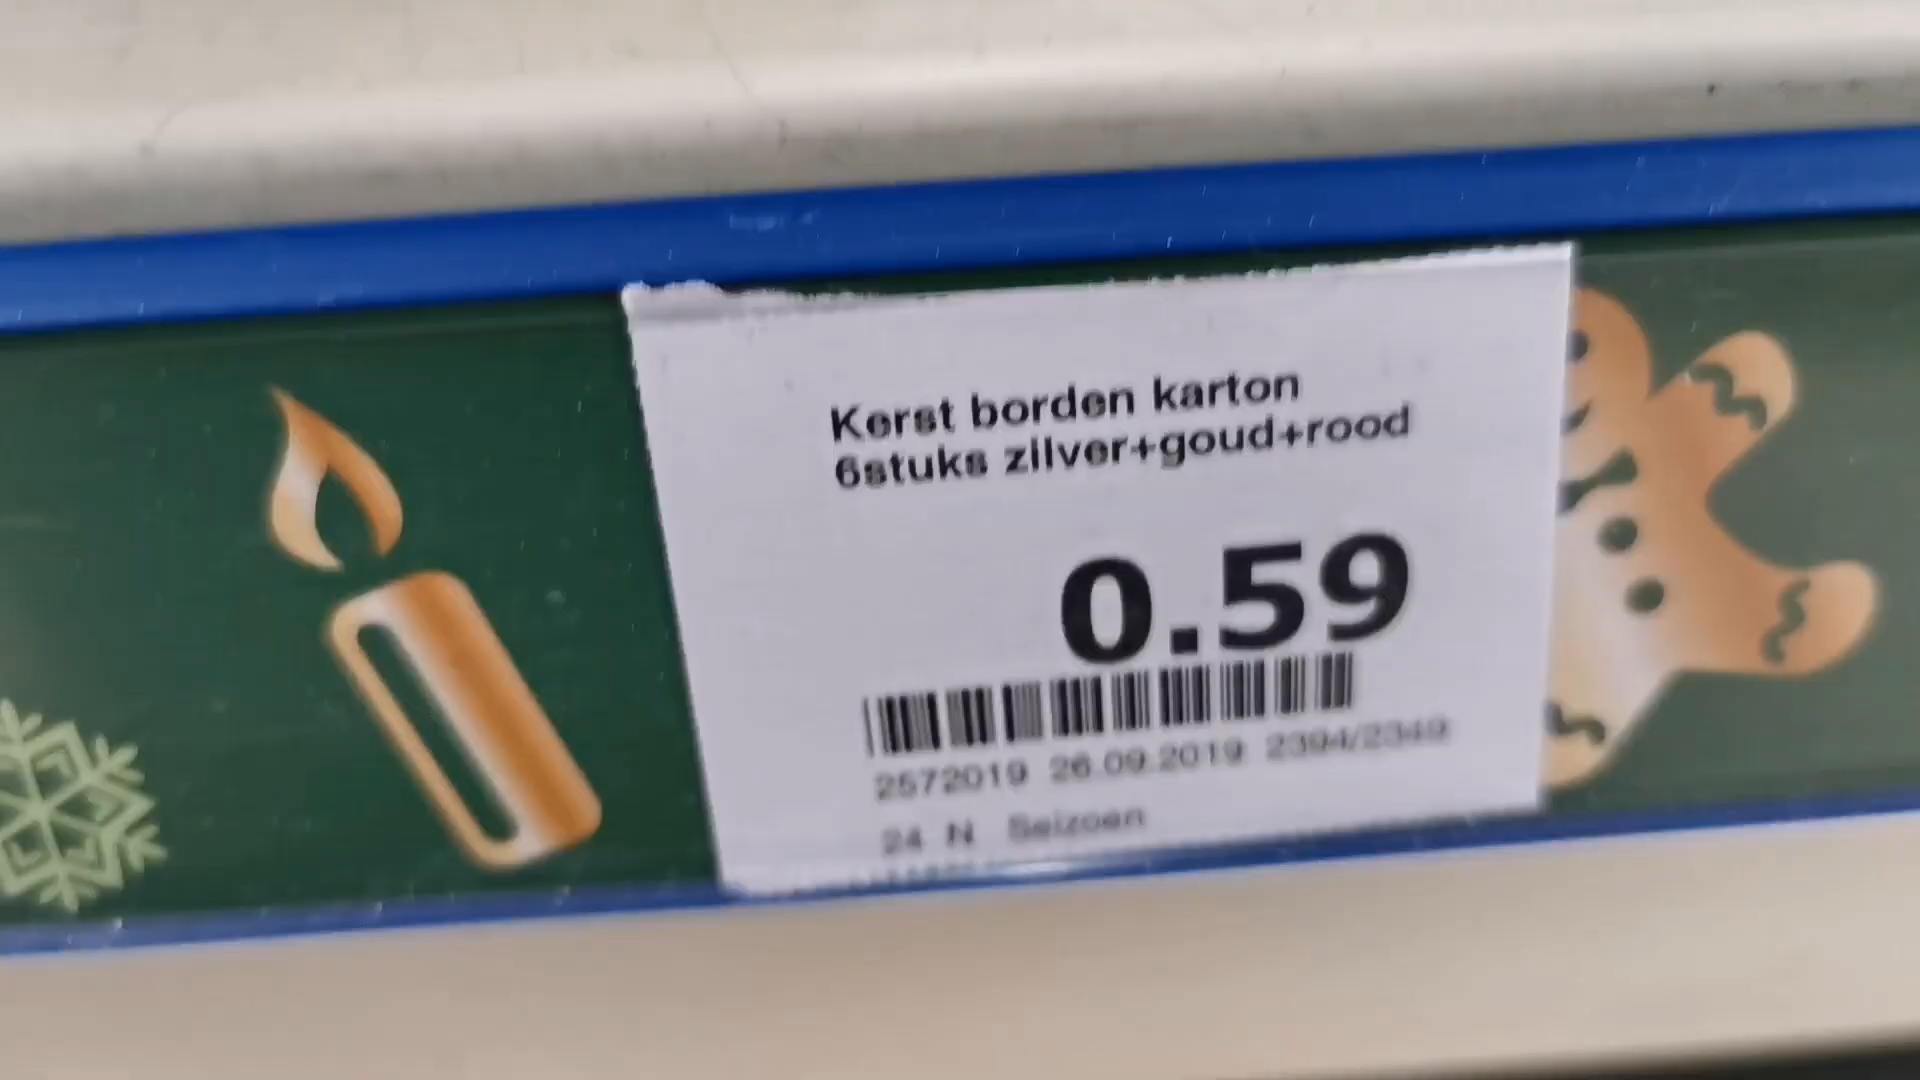 Kerst borden karton
6stuks zilver+goud+rood
0.59
2572019 26.09.2019 2394/2349
24 N Seizoen